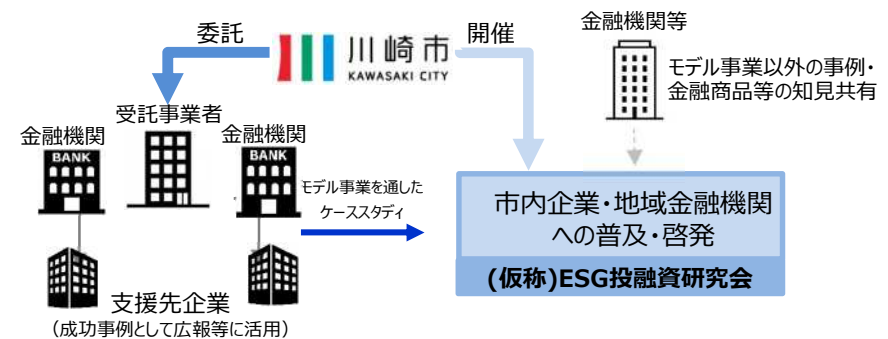 委託
川崎市
KAWASAKI CITY
開催
金融機関等
モデル事業以外の事例・
金融商品等の知見共有
受託事業者
金融機関
BANK
金融機関
BANK
モデル事業を通した
ケーススタディ
市内企業・地域金融機関
への普及・啓発
(仮称)ESG投融資研究会
支援先企業
（成功事例として広報等に活用）